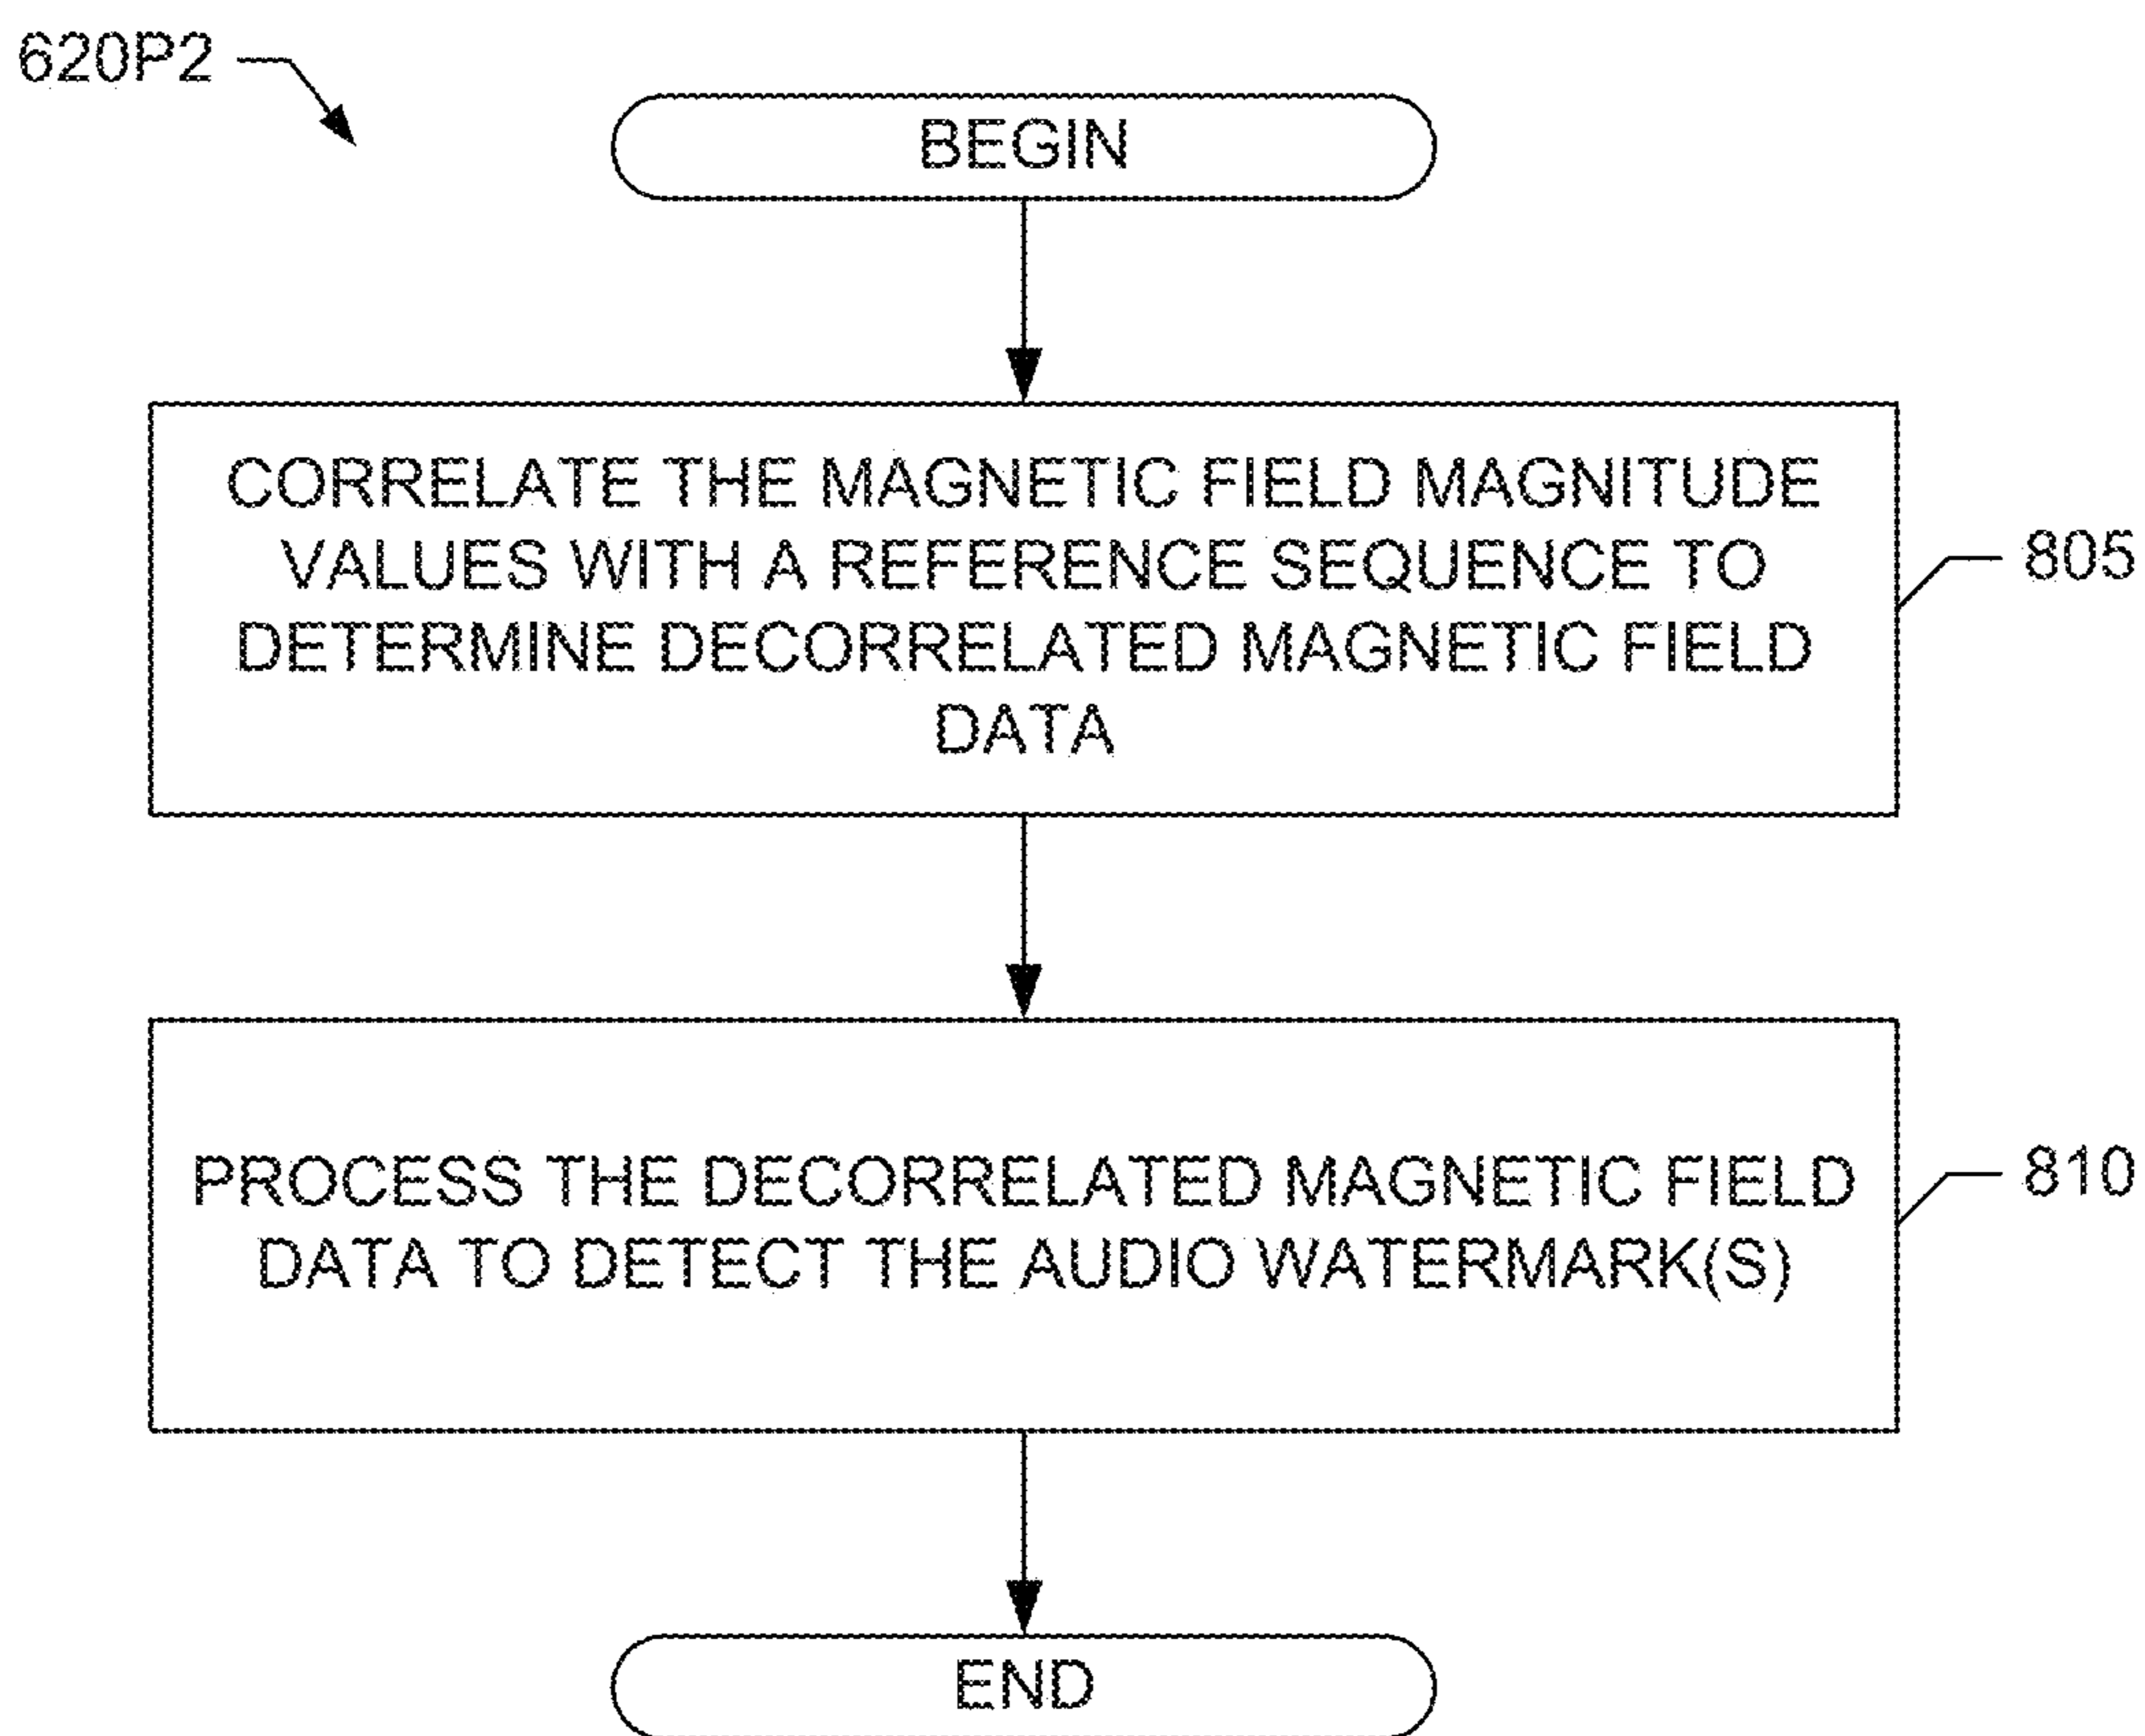 620P2
BEGIN
CORRELATE THE MAGNETIC FIELD MAGNITUDE
VALUES WITH A REFERENCE SEQUENCE TO
DETERMINE DECORRELATED MAGNETIC FIELD
DATA
805
PROCESS THE DECORRELATED MAGNETIC FIELD
DATA TO DETECT THE AUDIO WATERMARK(S)
810
END